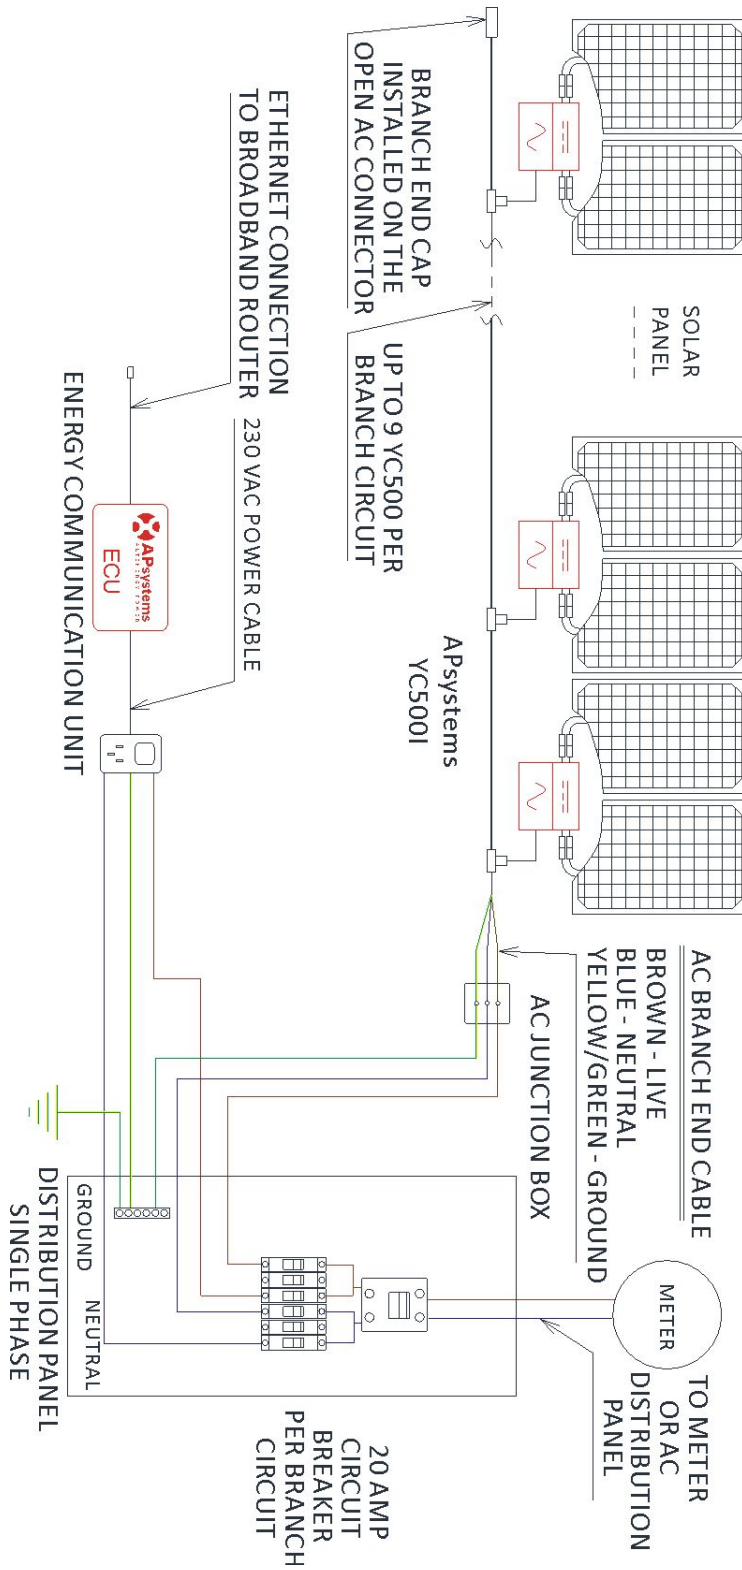 SOLAR
PANEL
BRANCH END CAP
INSTALLED ON THE
OPEN AC CONNECTOR
UP TO 9 YC500 PER
BRANCH CIRCUIT
APsystems
YC500I
AC BRANCH END CABLE
BROWN - LIVE
BLUE - NEUTRAL
YELLOW/GREEN - GROUND
AC JUNCTION BOX
METER
TO METER
OR AC
DISTRIBUTION
PANEL
ETHERNET CONNECTION
TO BROADBAND ROUTER
230 VAC POWER CABLE
APsystems
ALTENERGY POWER
ECU
ENERGY COMMUNICATION UNIT
GROUND
NEUTRAL
DISTRIBUTION PANEL
SINGLE PHASE
20 AMP
CIRCUIT
BREAKER
PER BRANCH
CIRCUIT